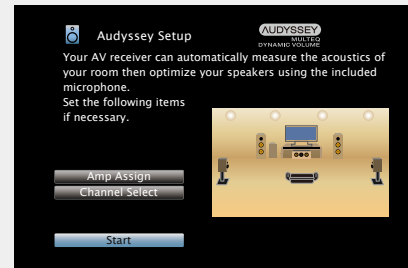 Audyssey Setup
AUDYSSEY
MULTEQ
DYNAMIC VOLUME
Your AV receiver can automatically measure the acoustics of
your room then optimize your speakers using the included
microphone.
Set the following items
if necessary.
Amp Assign
Channel Select
Start